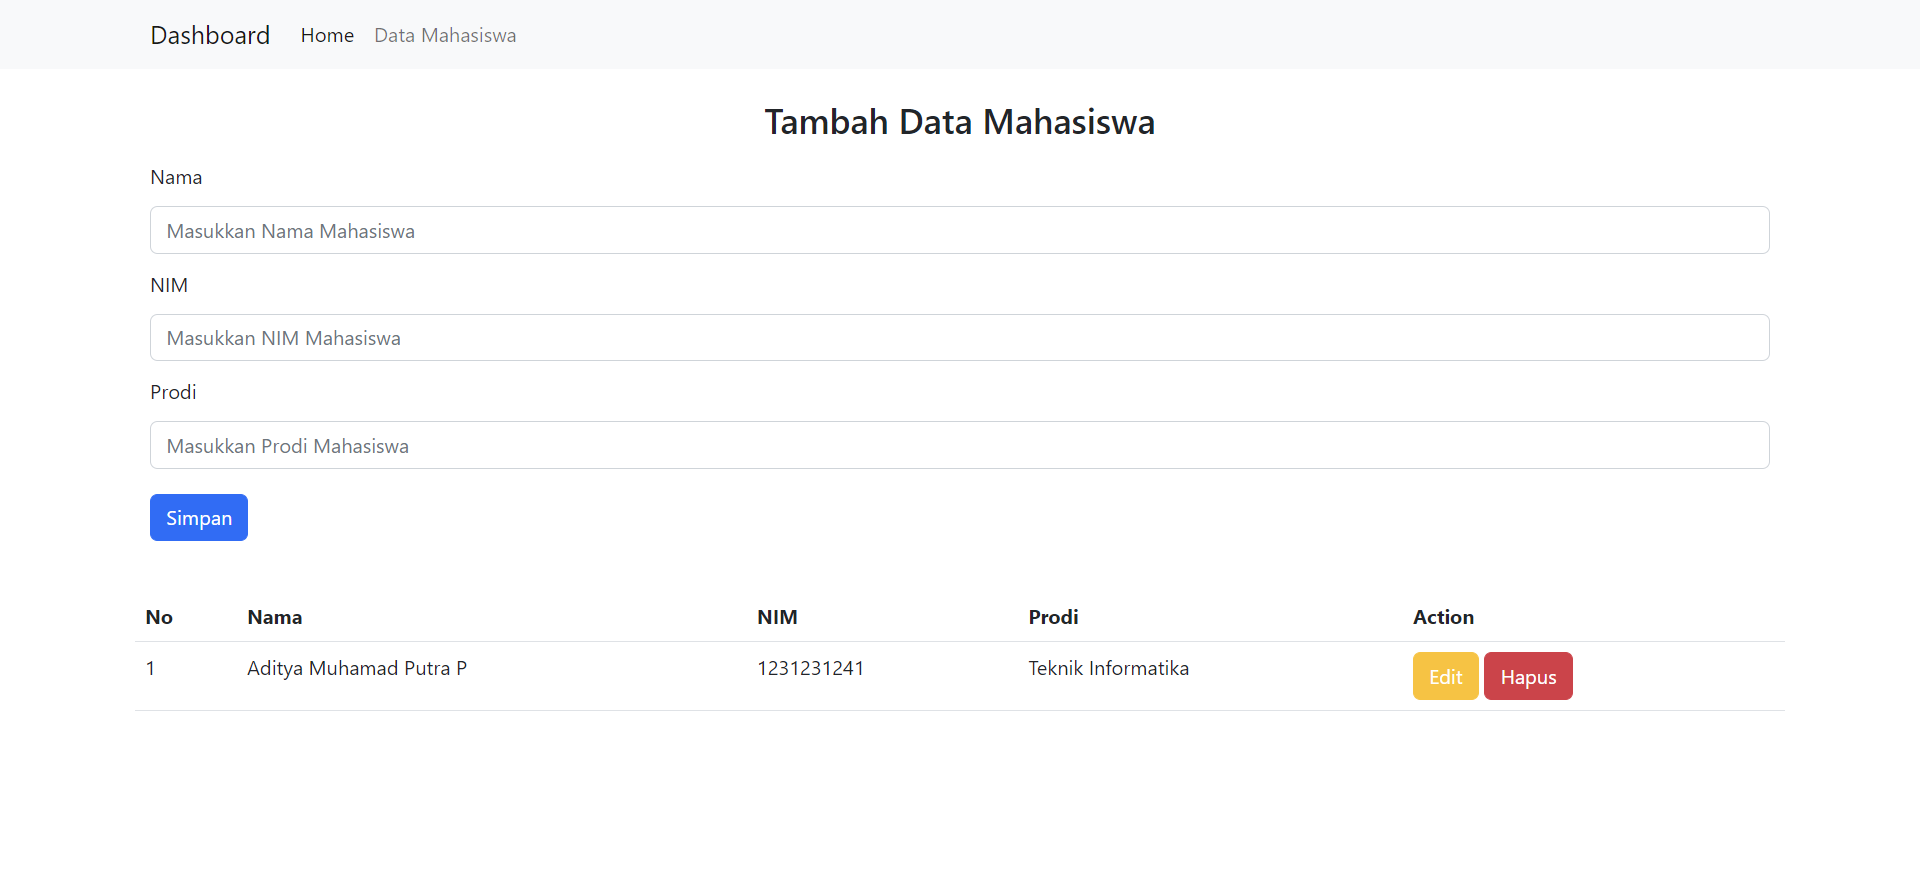 Dashboard Home Data Mahasiswa
Tambah Data Mahasiswa
Nama
Masukkan Nama Mahasiswa
NIM
Masukkan NIM Mahasiswa
Prodi
Masukkan Prodi Mahasiswa
Simpan
No Nama NIM Prodi Action
1 Aditya Muhamad Putra P 1231231241 Teknik Informatika Edit Hapus